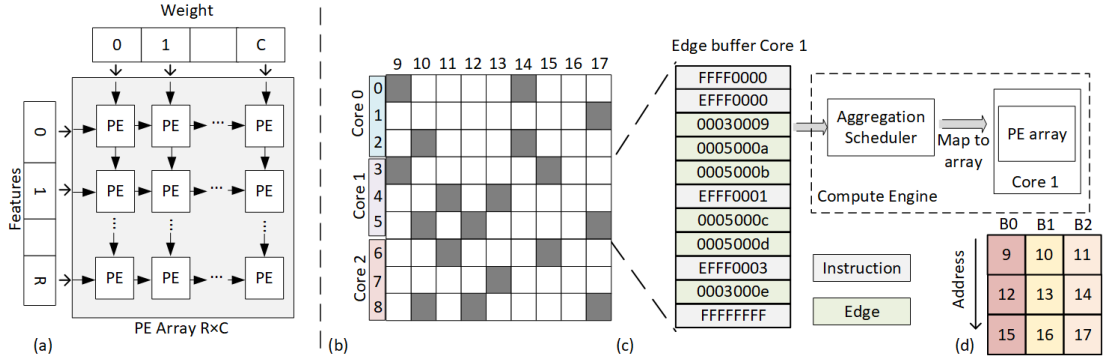 Weight
0 1 C
Features
0
1
R
PE PE ... PE
PE PE ... PE
... ... ...
PE PE ... PE
PE Array R×C
(a)
9 10 11 12 13 14 15 16 17
Core 0
0
1
2
Core 1
3
4
5
Core 2
6
7
8
(b)
Edge buffer Core 1
FFFF0000
EFFF0000
00030009
0005000a
0005000b
EFFF0001
0005000c
0005000d
EFFF0003
0003000e
FFFFFFFF
(c)
Aggregation
Scheduler
Map to
array
PE array
Core 1
Compute Engine
Instruction
Edge
Address
B0 B1 B2
9 10 11
12 13 14
15 16 17
(d)